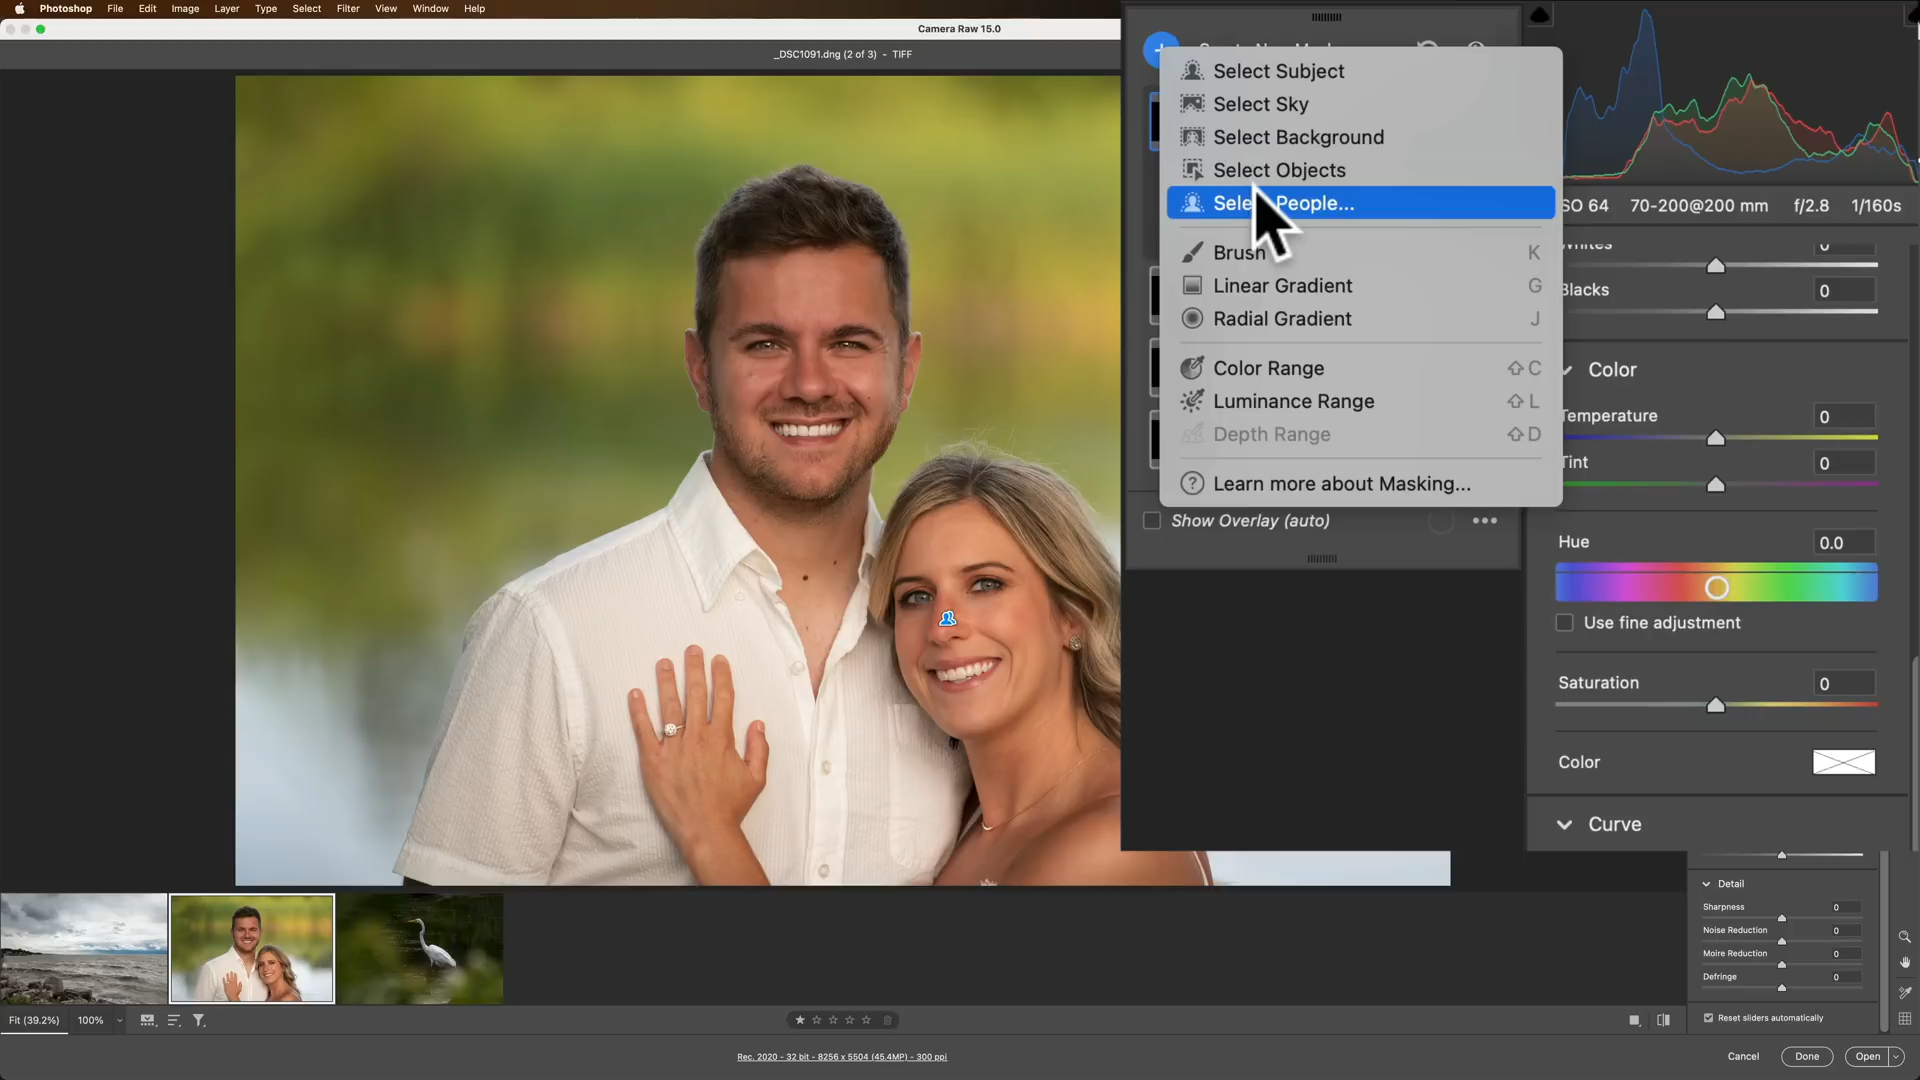 Photoshop File Edit Image Layer Type Select Filter View Window Help
Camera Raw 15.0
_DSC1091.dng (2 of 3) - TIFF
Select Subject
Select Sky
Select Background
Select Objects
Select People...
Brush K
Linear Gradient G
Radial Gradient J
Color Range ⇧ C
Luminance Range ⇧ L
Depth Range ⇧ D
Learn more about Masking...
Show Overlay (auto)
ISO 64 70-200@200 mm f/2.8 1/160s
Whites 0
Blacks 0
Color
Temperature 0
Tint 0
Hue 0.0
Use fine adjustment
Saturation 0
Color
Curve
Detail
Sharpness 0
Noise Reduction 0
Moire Reduction 0
Defringe 0
Reset sliders automatically
Fit (39.2%) 100%
Rec. 2020 - 32 bit - 8256 x 5504 (45.4MP) - 300 ppi
Cancel Done Open